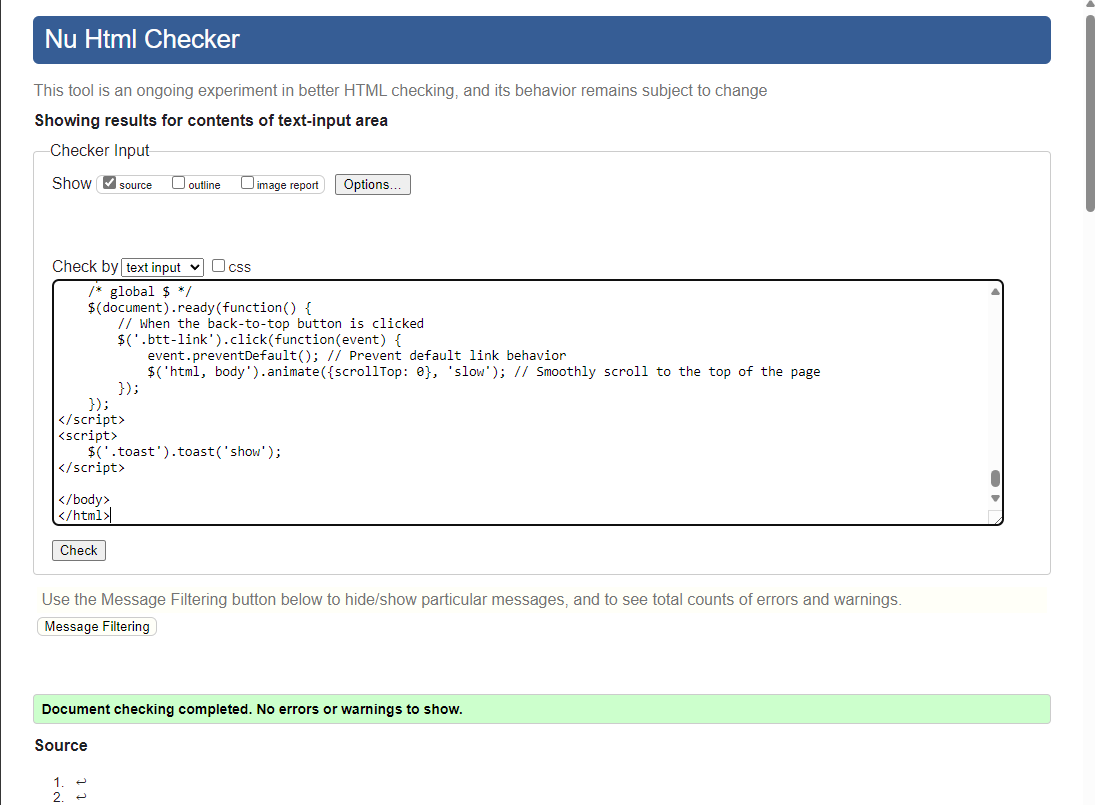 Nu Html Checker
This tool is an ongoing experiment in better HTML checking, and its behavior remains subject to change
Showing results for contents of text-input area
Checker Input
Show source outline image report Options...
Check by text input css
/* global $ */
$(document).ready(function() {
// When the back-to-top button is clicked
$('.btt-link').click(function(event) {
event.preventDefault(); // Prevent default link behavior
$('html, body').animate({scrollTop: 0}, 'slow'); // Smoothly scroll to the top of the page
});
});
</script>
<script>
$('.toast').toast('show');
</script>
</body>
</html>
Check
Use the Message Filtering button below to hide/show particular messages, and to see total counts of errors and warnings.
Message Filtering
Document checking completed. No errors or warnings to show.
Source
1. ↩
2. ↩